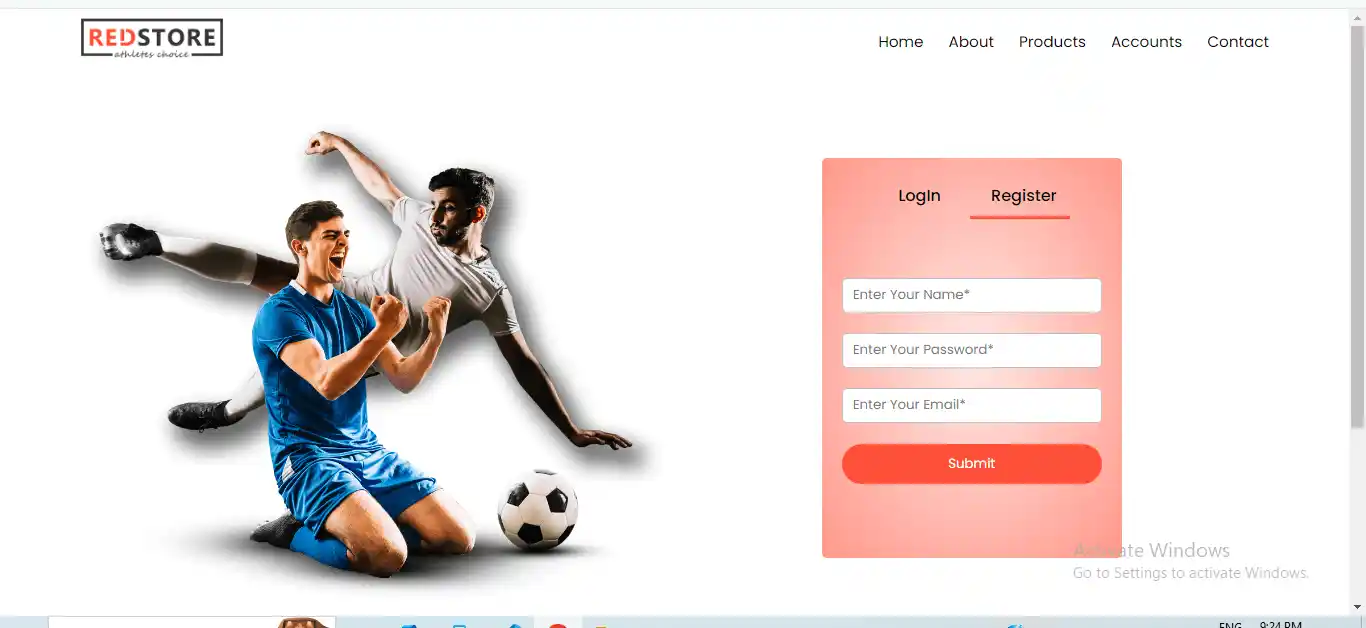 REDSTORE
athletes choice
Home About Products Accounts Contact
LogIn Register
Enter Your Name*
Enter Your Password*
Enter Your Email*
Submit
Activate Windows
Go to Settings to activate Windows.
ENG 9:24 PM